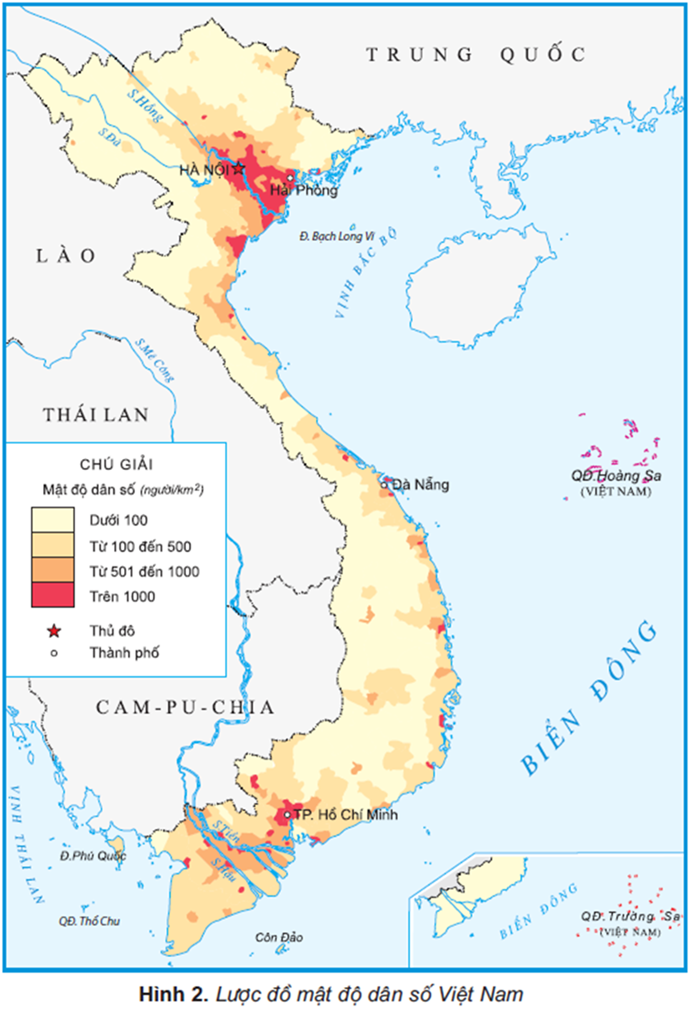 TRUNG QUỐC
S.Hồng
S.Đà
HÀ NỘI
Hải Phòng
Đ. Bạch Long Vĩ
VỊNH BẮC BỘ
LÀO
S.Mê Công
THÁI LAN
CHÚ GIẢI
Mật độ dân số (người/km²)
Dưới 100
Từ 100 đến 500
Từ 501 đến 1000
Trên 1000
Thủ đô
Thành phố
Đà Nẵng
QĐ.Hoàng Sa
(VIỆT NAM)
BIỂN ĐÔNG
CAM-PU-CHIA
VỊNH THÁI LAN
TP. Hồ Chí Minh
S.Tiền
S.Hậu
Đ.Phú Quốc
QĐ. Thổ Chu
Côn Đảo
BIỂN ĐÔNG
QĐ.Trường Sa
(VIỆT NAM)
Hình 2. Lược đồ mật độ dân số Việt Nam